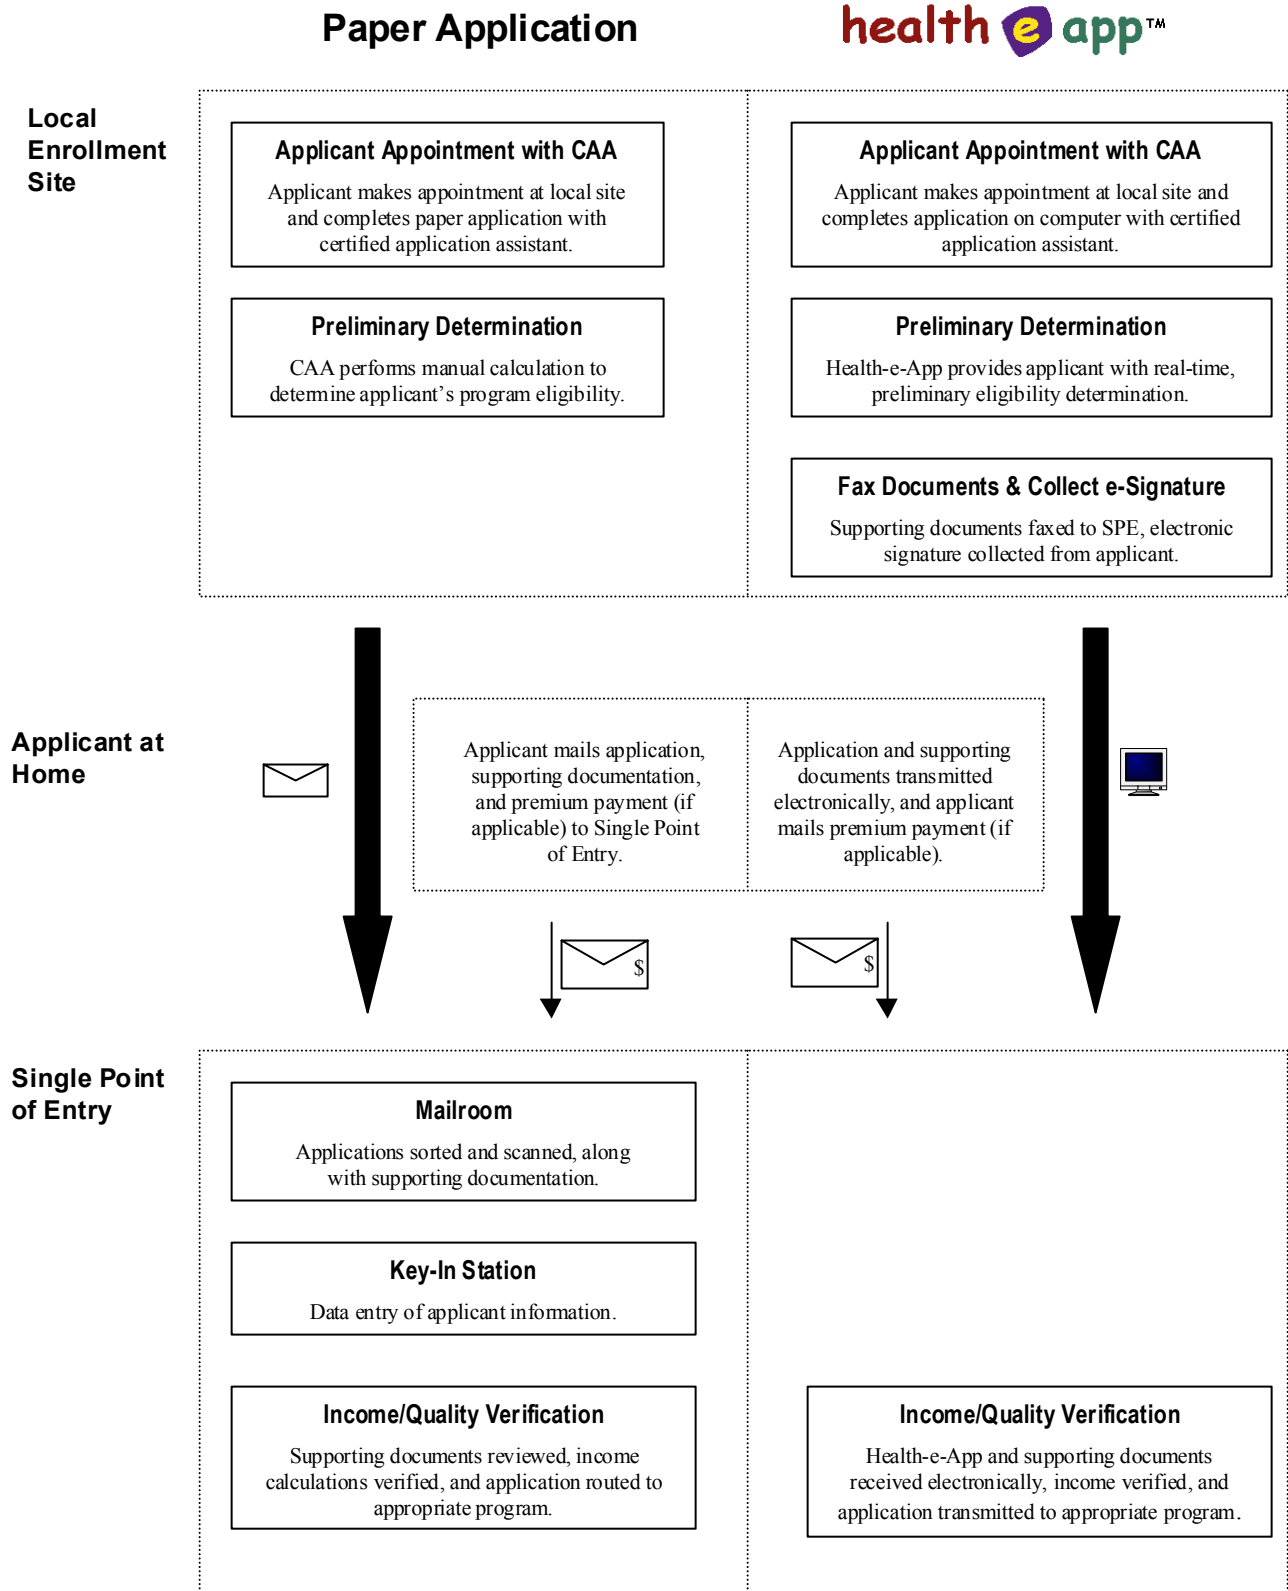 Paper Application
health e app™
Local
Enrollment
Site
Applicant Appointment with CAA
Applicant makes appointment at local site
and completes paper application with
certified application assistant.
Applicant Appointment with CAA
Applicant makes appointment at local site and
completes application on computer with certified
application assistant.
Preliminary Determination
CAA performs manual calculation to
determine applicant's program eligibility.
Preliminary Determination
Health-e-App provides applicant with real-time,
preliminary eligibility determination.
Fax Documents & Collect e-Signature
Supporting documents faxed to SPE, electronic
signature collected from applicant.
Applicant at
Home
Applicant mails application,
supporting documentation,
and premium payment (if
applicable) to Single Point
of Entry.
Application and supporting
documents transmitted
electronically, and applicant
mails premium payment (if
applicable).
$
$
Single Point
of Entry
Mailroom
Applications sorted and scanned, along
with supporting documentation.
Key-In Station
Data entry of applicant information.
Income/Quality Verification
Supporting documents reviewed, income
calculations verified, and application routed to
appropriate program.
Income/Quality Verification
Health-e-App and supporting documents
received electronically, income verified, and
application transmitted to appropriate program.